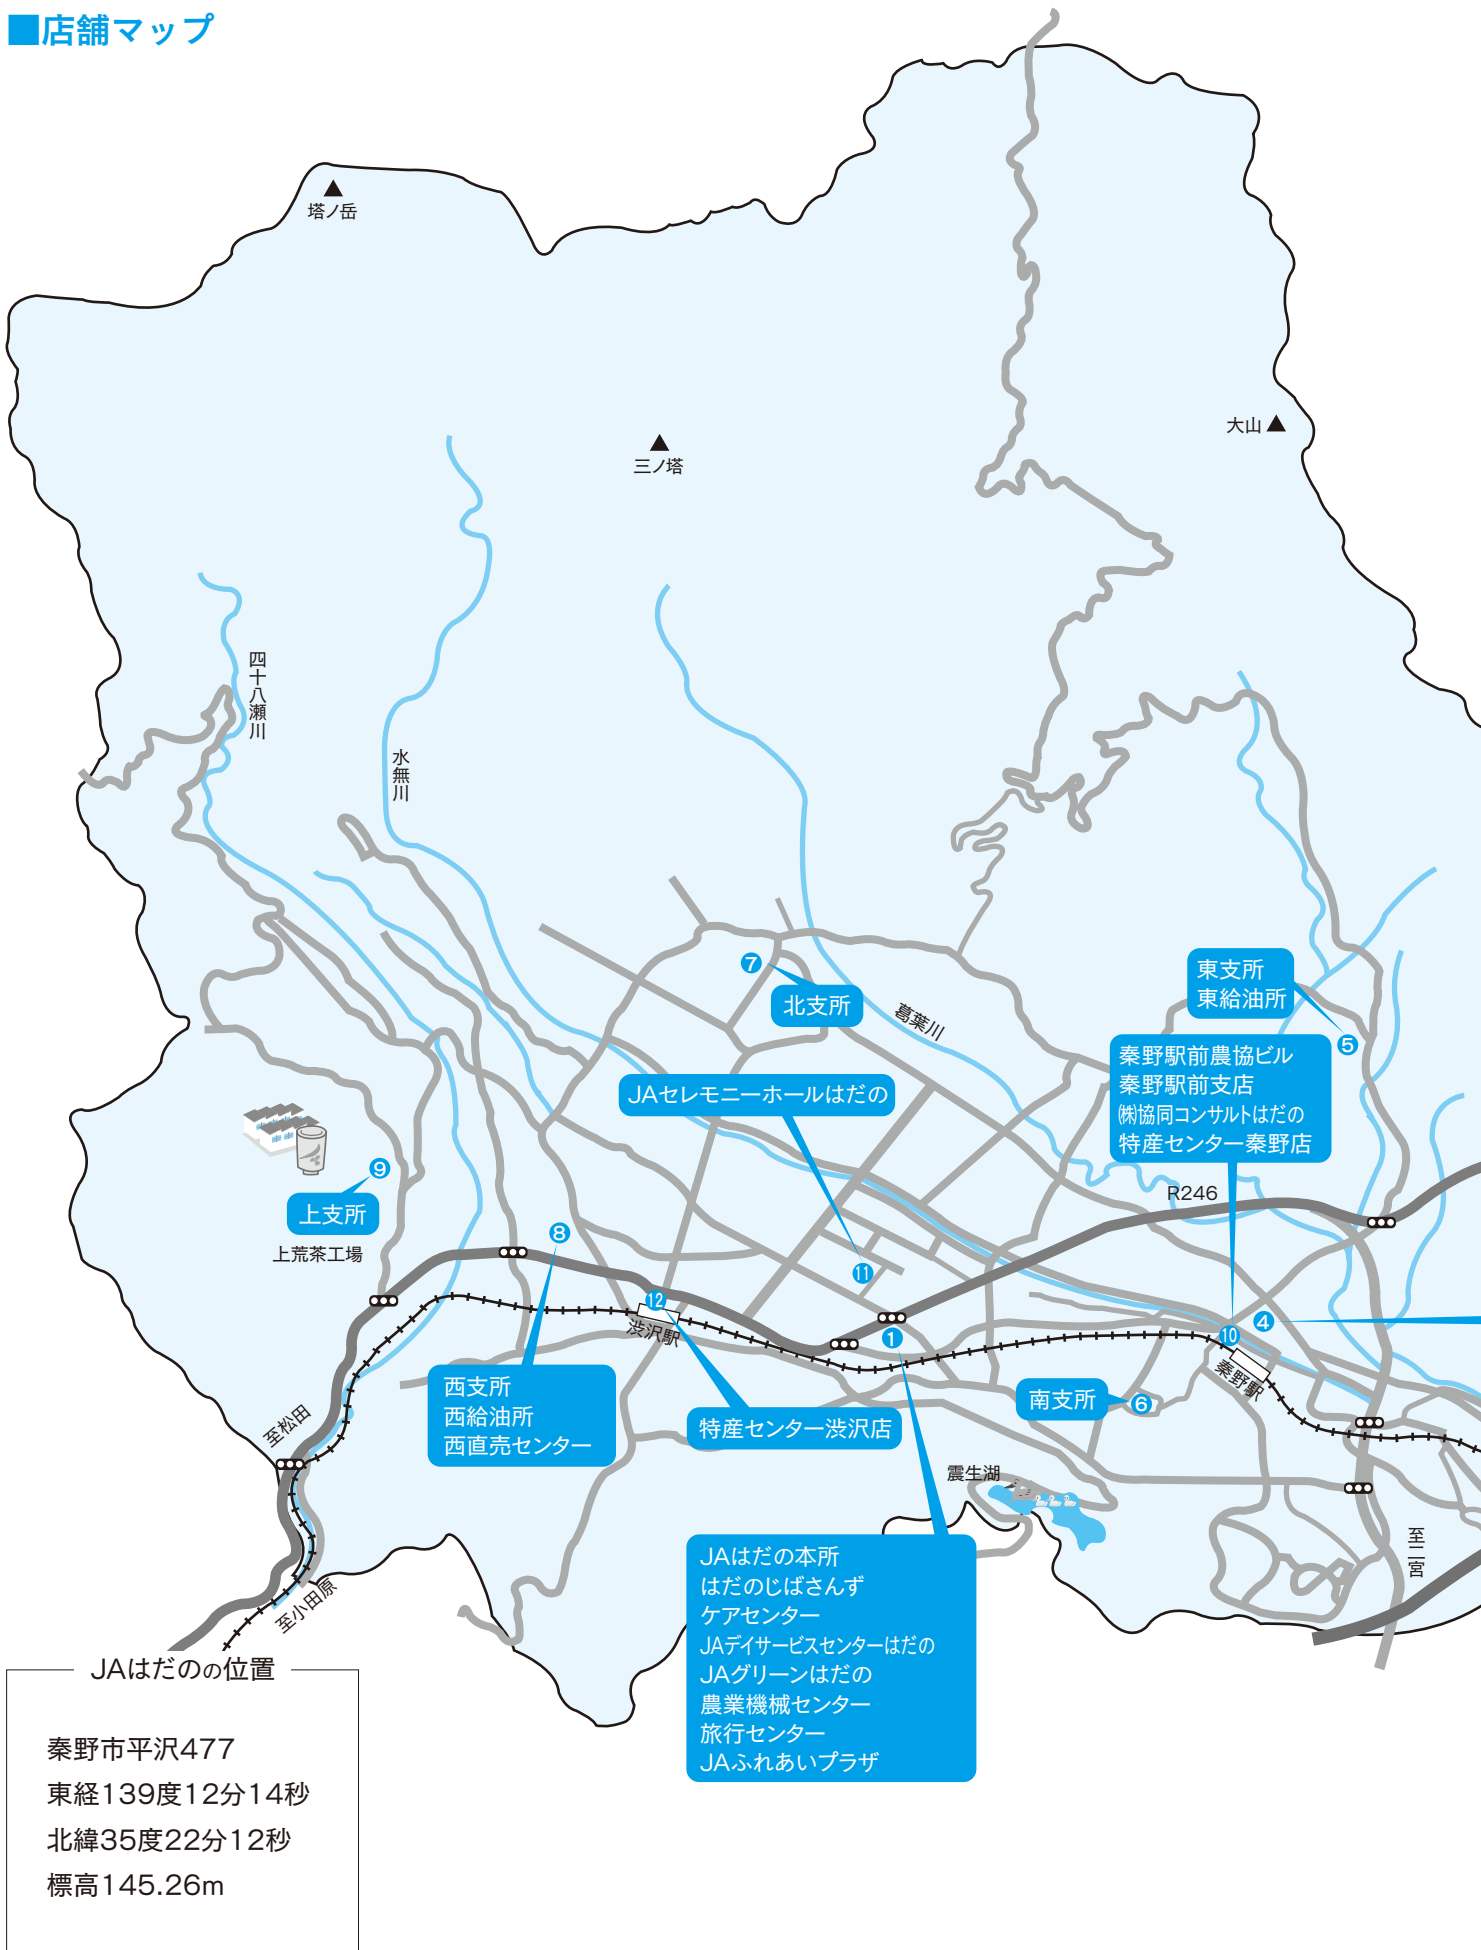 ■店舗マップ
塔ノ岳
三ノ塔
大山
四十八瀬川
水無川
葛葉川
7
北支所
東支所
東給油所
5
秦野駅前農協ビル
秦野駅前支店
㈱協同コンサルトはだの
特産センター秦野店
JAセレモニーホールはだの
R246
9
上支所
上荒茶工場
8
11
12
渋沢駅
1
10
4
秦野駅
西支所
西給油所
西直売センター
特産センター渋沢店
南支所
6
至松田
震生湖
至二宮
至小田原
JAはだの本所
はだのじばさんず
ケアセンター
JAデイサービスセンターはだの
JAグリーンはだの
農業機械センター
旅行センター
JAふれあいプラザ
JAはだのの位置
秦野市平沢477
東経139度12分14秒
北緯35度22分12秒
標高145.26m